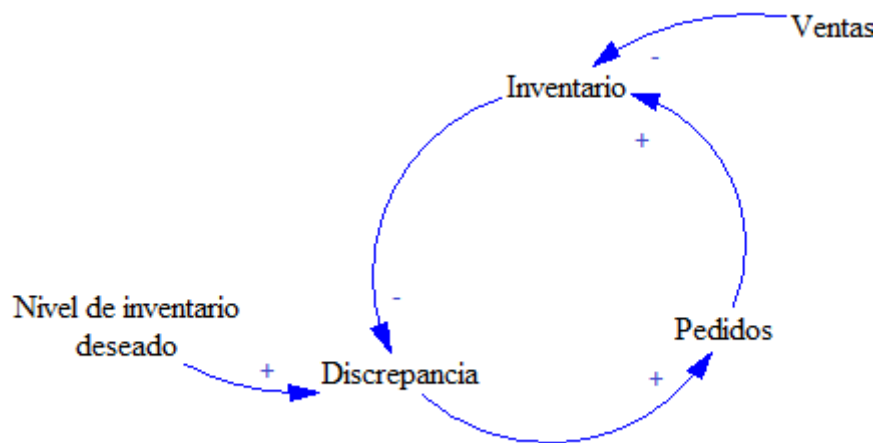 Ventas
-
Inventario
+
-
Nivel de inventario
deseado
Pedidos
+
Discrepancia
+